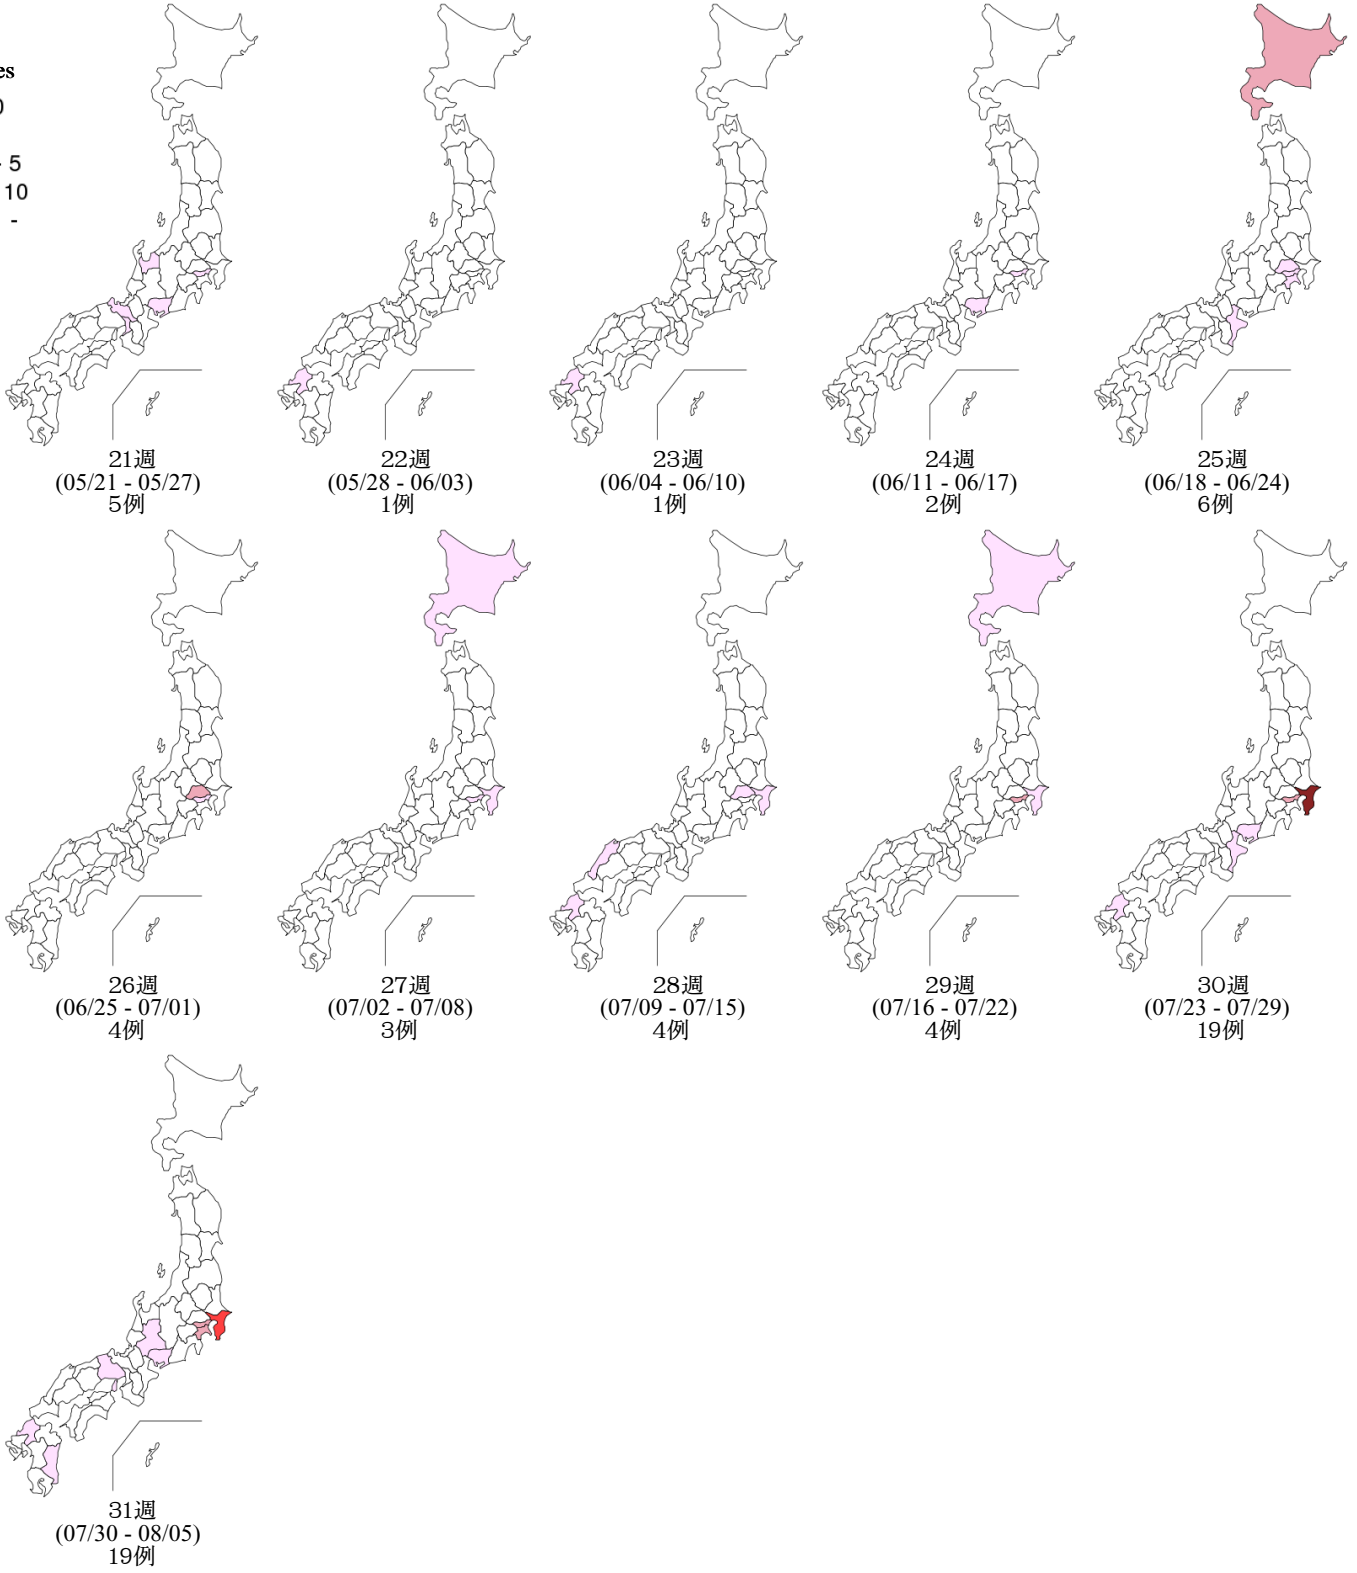 es
0
- 5
10
-
21週
(05/21 - 05/27)
5例
22週
(05/28 - 06/03)
1例
23週
(06/04 - 06/10)
1例
24週
(06/11 - 06/17)
2例
25週
(06/18 - 06/24)
6例
26週
(06/25 - 07/01)
4例
27週
(07/02 - 07/08)
3例
28週
(07/09 - 07/15)
4例
29週
(07/16 - 07/22)
4例
30週
(07/23 - 07/29)
19例
31週
(07/30 - 08/05)
19例